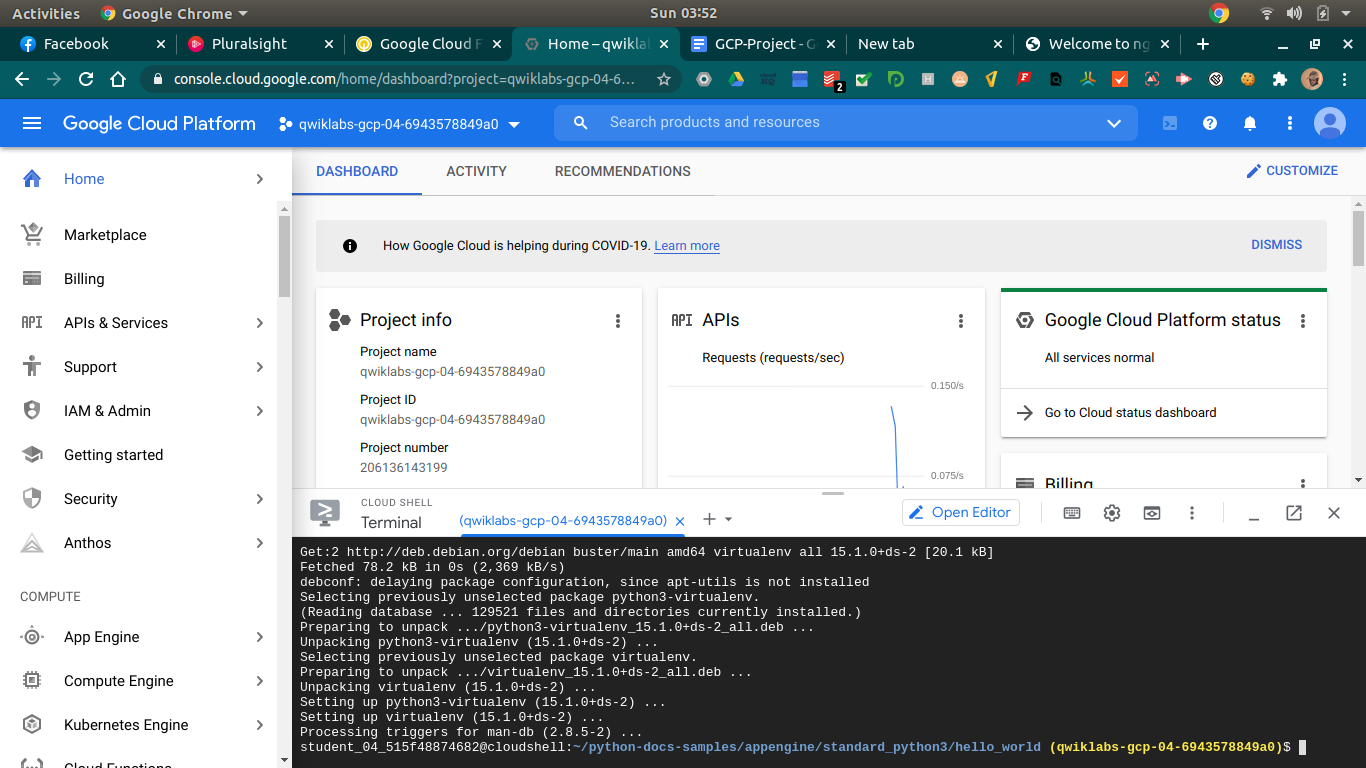 Activities Google Chrome Sun 03:52
Facebook Pluralsight Google Cloud F Home – qwikla GCP-Project - G New tab Welcome to ng
console.cloud.google.com/home/dashboard?project=qwiklabs-gcp-04-6… 2
Google Cloud Platform qwiklabs-gcp-04-6943578849a0 Search products and resources
Home
Marketplace
Billing
API APIs & Services
Support
IAM & Admin
Getting started
Security
Anthos
COMPUTE
App Engine
Compute Engine
Kubernetes Engine
Cloud Functions
DASHBOARD ACTIVITY RECOMMENDATIONS CUSTOMIZE
How Google Cloud is helping during COVID-19. Learn more DISMISS
Project info
Project name
qwiklabs-gcp-04-6943578849a0
Project ID
qwiklabs-gcp-04-6943578849a0
Project number
206136143199
API APIs
Requests (requests/sec)
0.150/s
0.075/s
Google Cloud Platform status
All services normal
Go to Cloud status dashboard
Billing
CLOUD SHELL
Terminal (qwiklabs-gcp-04-6943578849a0) Open Editor
Get:2 http://deb.debian.org/debian buster/main amd64 virtualenv all 15.1.0+ds-2 [20.1 kB]
Fetched 78.2 kB in 0s (2,369 kB/s)
debconf: delaying package configuration, since apt-utils is not installed
Selecting previously unselected package python3-virtualenv.
(Reading database ... 129521 files and directories currently installed.)
Preparing to unpack .../python3-virtualenv_15.1.0+ds-2_all.deb ...
Unpacking python3-virtualenv (15.1.0+ds-2) ...
Selecting previously unselected package virtualenv.
Preparing to unpack .../virtualenv_15.1.0+ds-2_all.deb ...
Unpacking virtualenv (15.1.0+ds-2) ...
Setting up python3-virtualenv (15.1.0+ds-2) ...
Setting up virtualenv (15.1.0+ds-2) ...
Processing triggers for man-db (2.8.5-2) ...
student_04_515f48874682@cloudshell:~/python-docs-samples/appengine/standard_python3/hello_world (qwiklabs-gcp-04-6943578849a0)$